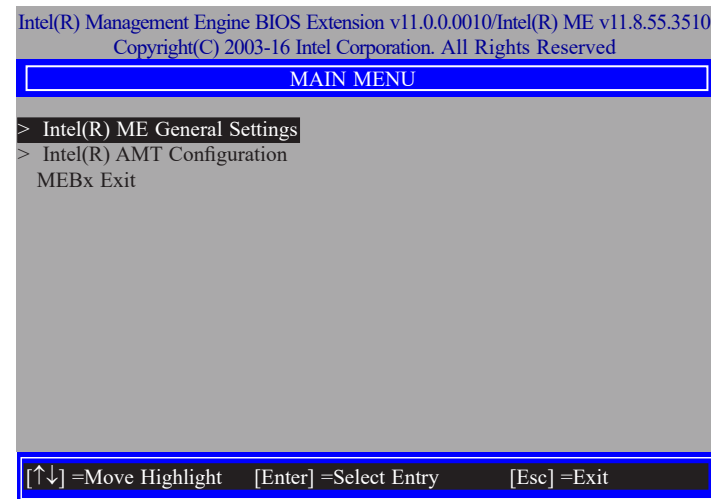 Intel(R) Management Engine BIOS Extension v11.0.0.0010/Intel(R) ME v11.8.55.3510
Copyright(C) 2003-16 Intel Corporation. All Rights Reserved
MAIN MENU
> Intel(R) ME General Settings
> Intel(R) AMT Configuration
MEBx Exit
[↑↓] =Move Highlight [Enter] =Select Entry [Esc] =Exit